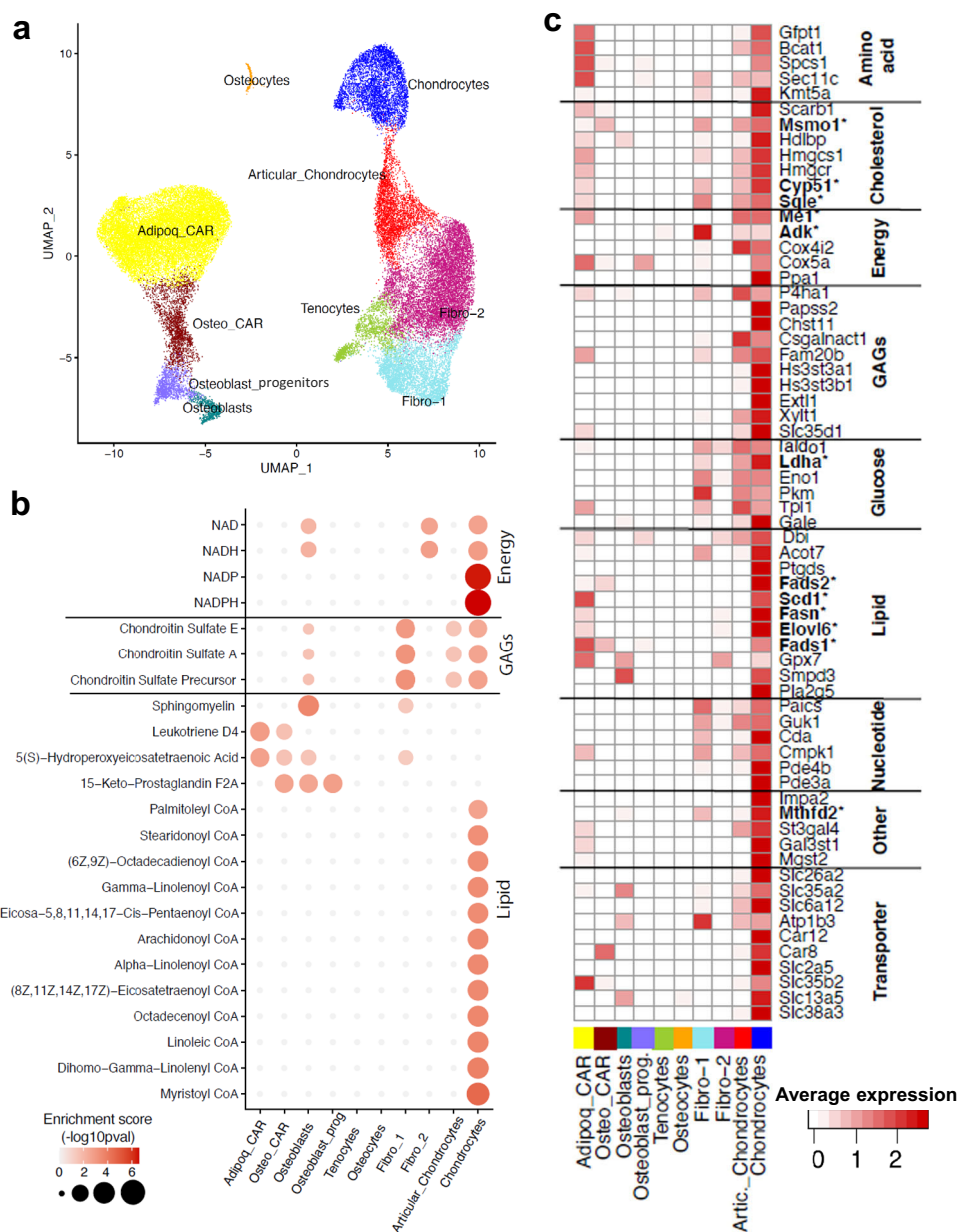 a
10
5
0
−5
UMAP_2
−10
−5
0
5
10
UMAP_1
Osteocytes
Chondrocytes
Articular_Chondrocytes
Adipoq_CAR
Tenocytes
Fibro−2
Osteo_CAR
Osteoblast_progenitors
Osteoblasts
Fibro−1
b
NAD
NADH
NADP
NADPH
Energy
Chondroitin Sulfate E
Chondroitin Sulfate A
Chondroitin Sulfate Precursor
GAGs
Sphingomyelin
Leukotriene D4
5(S)−Hydroperoxyeicosatetraenoic Acid
15−Keto−Prostaglandin F2A
Palmitoleyl CoA
Stearidonoyl CoA
(6Z,9Z)−Octadecadienoyl CoA
Gamma−Linolenyl CoA
Eicosa−5,8,11,14,17−Cis−Pentaenoyl CoA
Arachidonoyl CoA
Alpha−Linolenoyl CoA
(8Z,11Z,14Z,17Z)−Eicosatetraenoyl CoA
Octadecenoyl CoA
Linoleic CoA
Dihomo−Gamma−Linolenyl CoA
Myristoyl CoA
Lipid
Enrichment score
(-log10pval)
0 2 4 6
Adipoq_CAR
Osteo_CAR
Osteoblasts
Osteoblast_prog
Tenocytes
Osteocytes
Fibro_1
Fibro_2
Articular_Chondrocytes
Chondrocytes
c
Gfpt1
Bcat1
Spcs1
Sec11c
Kmt5a
Amino
acid
Scarb1
Msmo1*
Hdlbp
Hmgcs1
Hmgcr
Cyp51*
Sqle*
Cholesterol
Me1*
Adk*
Cox4i2
Cox5a
Ppa1
Energy
P4ha1
Papss2
Chst11
Csgalnact1
Fam20b
Hs3st3a1
Hs3st3b1
Extl1
Xylt1
Slc35d1
GAGs
Taldo1
Ldha*
Eno1
Pkm
Tpi1
Gale
Glucose
Dbi
Acot7
Ptgds
Fads2*
Scd1*
Fasn*
Elovl6*
Fads1*
Gpx7
Smpd3
Pla2g5
Lipid
Paics
Guk1
Cda
Cmpk1
Pde4b
Pde3a
Nucleotide
Impa2
Mthfd2*
St3gal4
Gal3st1
Mgst2
Other
Slc26a2
Slc35a2
Slc6a12
Atp1b3
Car12
Car8
Slc2a5
Slc35b2
Slc13a5
Slc38a3
Transporter
Adipoq_CAR
Osteo_CAR
Osteoblasts
Osteoblast_prog.
Tenocytes
Osteocytes
Fibro−1
Fibro−2
Artic._Chondrocytes
Chondrocytes
Average expression
0 1 2